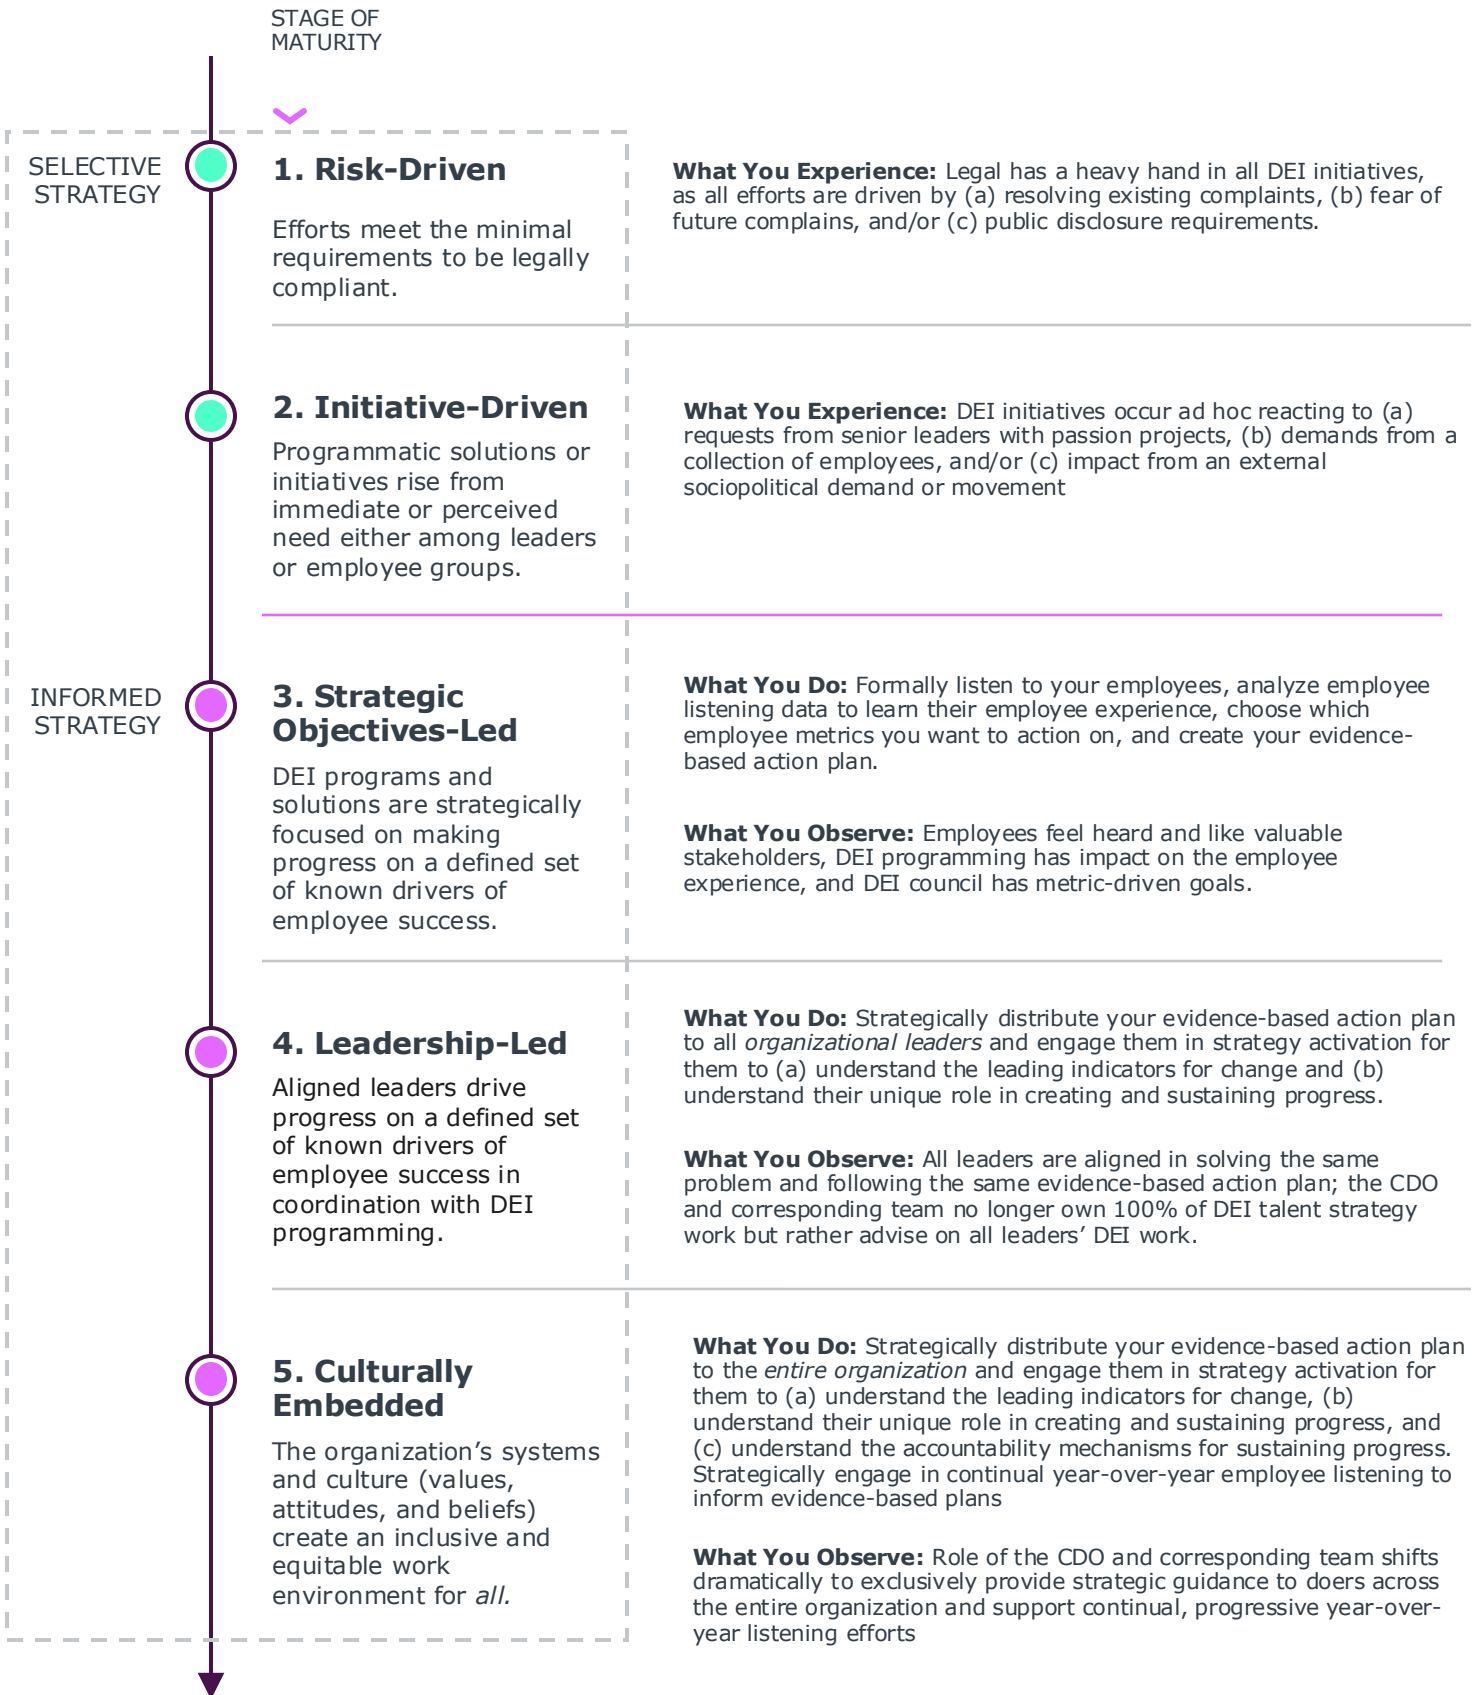 STAGE OF
MATURITY
SELECTIVE
STRATEGY
1. Risk-Driven
Efforts meet the minimal
requirements to be legally
compliant.
What You Experience: Legal has a heavy hand in all DEI initiatives,
as all efforts are driven by (a) resolving existing complaints, (b) fear of
future complains, and/or (c) public disclosure requirements.
2. Initiative-Driven
Programmatic solutions or
initiatives rise from
immediate or perceived
need either among leaders
or employee groups.
What You Experience: DEI initiatives occur ad hoc reacting to (a)
requests from senior leaders with passion projects, (b) demands from a
collection of employees, and/or (c) impact from an external
sociopolitical demand or movement
INFORMED
STRATEGY
3. Strategic
Objectives-Led
DEI programs and
solutions are strategically
focused on making
progress on a defined set
of known drivers of
employee success.
What You Do: Formally listen to your employees, analyze employee
listening data to learn their employee experience, choose which
employee metrics you want to action on, and create your evidence-
based action plan.
What You Observe: Employees feel heard and like valuable
stakeholders, DEI programming has impact on the employee
experience, and DEI council has metric-driven goals.
4. Leadership-Led
Aligned leaders drive
progress on a defined set
of known drivers of
employee success in
coordination with DEI
programming.
What You Do: Strategically distribute your evidence-based action plan
to all organizational leaders and engage them in strategy activation for
them to (a) understand the leading indicators for change and (b)
understand their unique role in creating and sustaining progress.
What You Observe: All leaders are aligned in solving the same
problem and following the same evidence-based action plan; the CDO
and corresponding team no longer own 100% of DEI talent strategy
work but rather advise on all leaders’ DEI work.
5. Culturally
Embedded
The organization’s systems
and culture (values,
attitudes, and beliefs)
create an inclusive and
equitable work
environment for all.
What You Do: Strategically distribute your evidence-based action plan
to the entire organization and engage them in strategy activation for
them to (a) understand the leading indicators for change, (b)
understand their unique role in creating and sustaining progress, and
(c) understand the accountability mechanisms for sustaining progress.
Strategically engage in continual year-over-year employee listening to
inform evidence-based plans
What You Observe: Role of the CDO and corresponding team shifts
dramatically to exclusively provide strategic guidance to doers across
the entire organization and support continual, progressive year-over-
year listening efforts